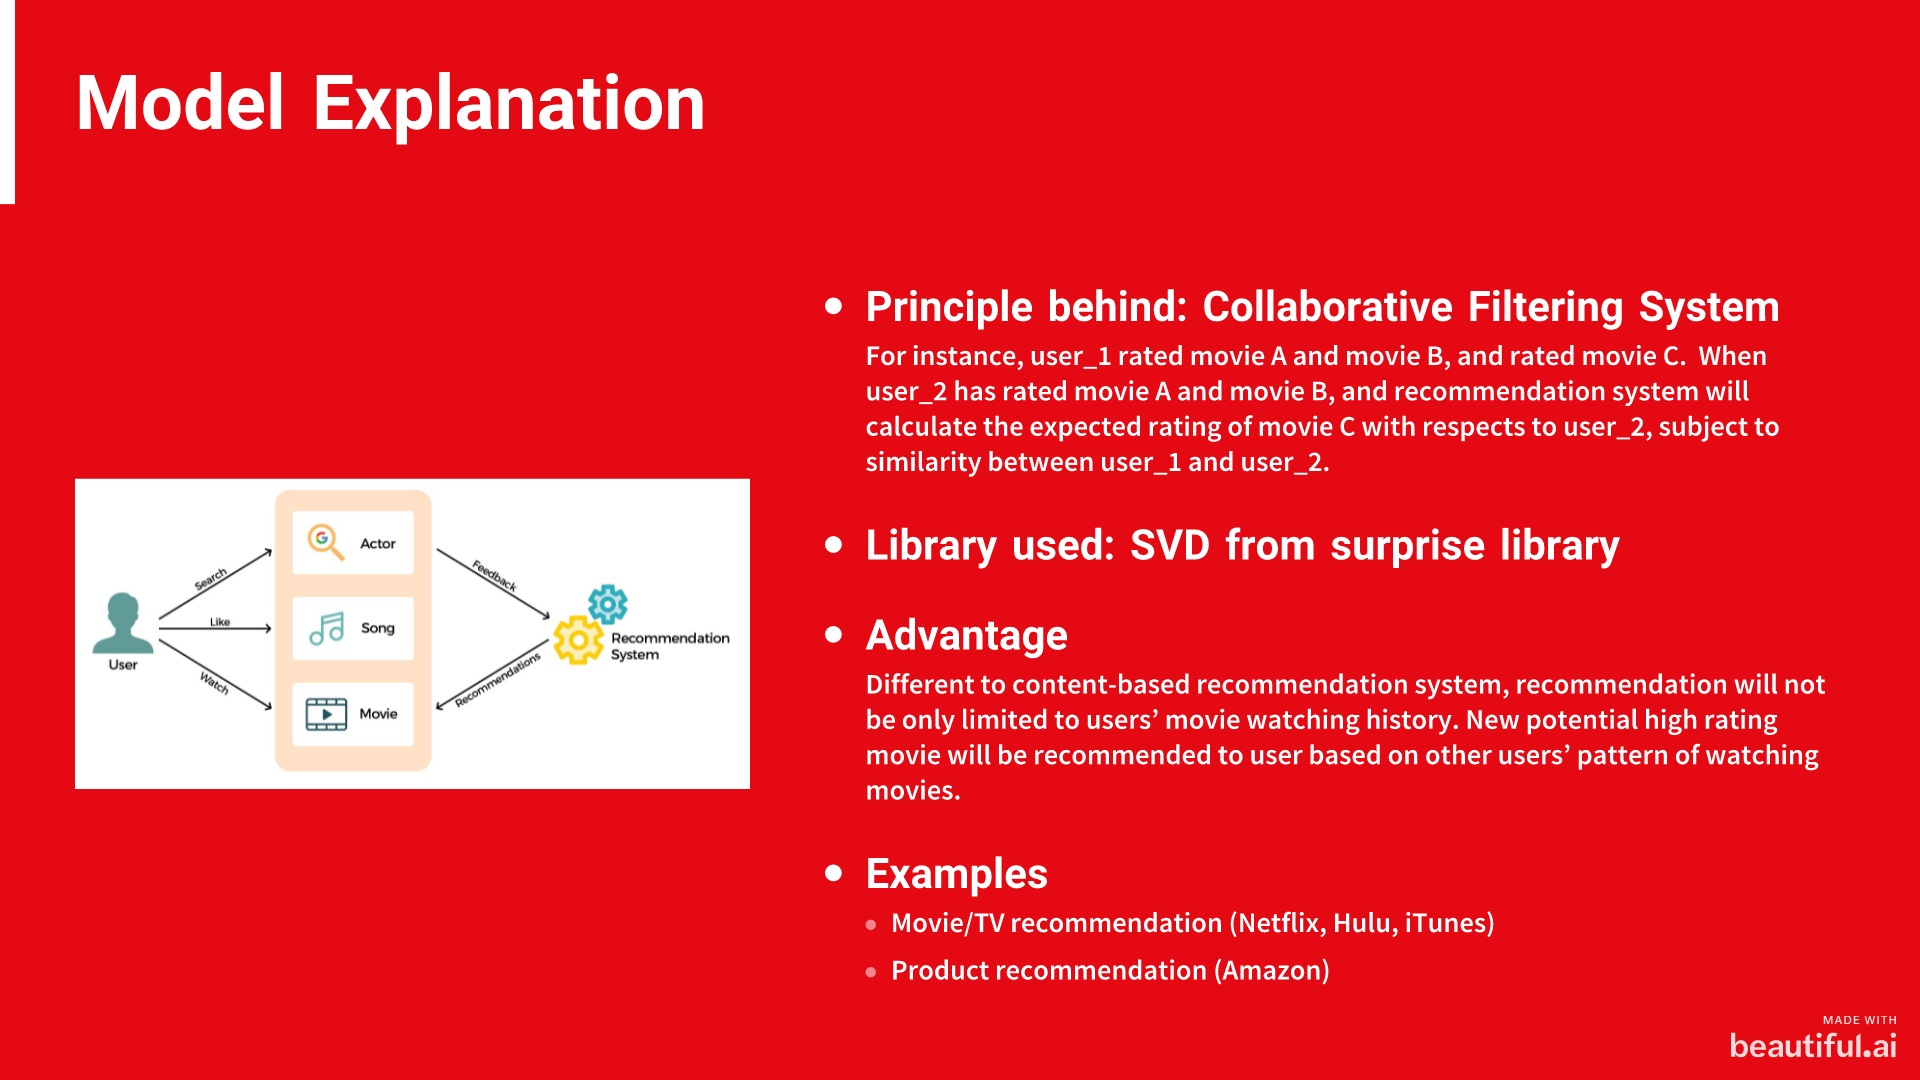 Model Explanation
Principle behind: Collaborative Filtering System
For instance, user_1 rated movie A and movie B, and rated movie C.  When
user_2 has rated movie A and movie B, and recommendation system will
calculate the expected rating of movie C with respects to user_2, subject to
similarity between user_1 and user_2.
Library used: SVD from surprise library
Advantage
Different to content-based recommendation system, recommendation will not
be only limited to users’ movie watching history. New potential high rating
movie will be recommended to user based on other users’ pattern of watching
movies.
Examples
Movie/TV recommendation (Netflix, Hulu, iTunes)
Product recommendation (Amazon)
User
Search
Like
Watch
G
Actor
Song
Movie
Feedback
Recommendations
Recommendation
System
MADE WITH
beautiful.ai